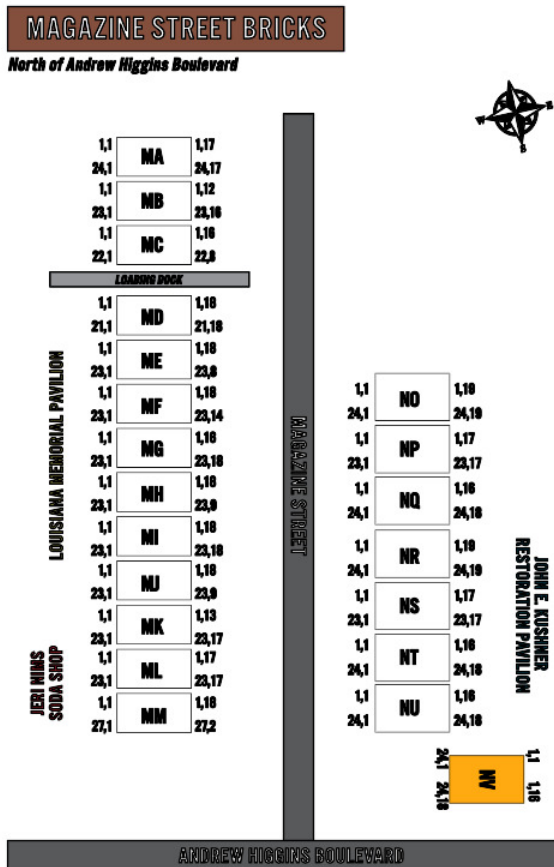 MAGAZINE STREET BRICKS
North of Andrew Higgins Boulevard
N
W
E
S
1,1 MA 1,17
24,1 24,17
1,1 MB 1,12
23,1 23,16
1,1 MC 1,16
22,1 22,8
LOADING DOCK
1,1 MD 1,18
21,1 21,18
1,1 ME 1,18
23,1 23,8
1,1 MF 1,18
23,1 23,14
1,1 MG 1,16
23,1 23,18
1,1 MH 1,18
23,1 23,9
1,1 MI 1,18
23,1 23,18
1,1 MJ 1,18
23,1 23,9
1,1 MK 1,13
23,1 23,17
1,1 ML 1,17
23,1 23,17
1,1 MM 1,18
27,1 27,2
LOUISIANA MEMORIAL PAVILION
JERI NIMS
SODA SHOP
MAGAZINE STREET
1,1 NO 1,19
24,1 24,19
1,1 NP 1,17
23,1 23,17
1,1 NQ 1,16
24,1 24,18
1,1 NR 1,19
24,1 24,19
1,1 NS 1,17
23,1 23,17
1,1 NT 1,16
24,1 24,18
1,1 NU 1,16
24,1 24,18
JOHN E. KUSHNER
RESTORATION PAVILION
24,1 NV 1,1
24,18 1,16
ANDREW HIGGINS BOULEVARD